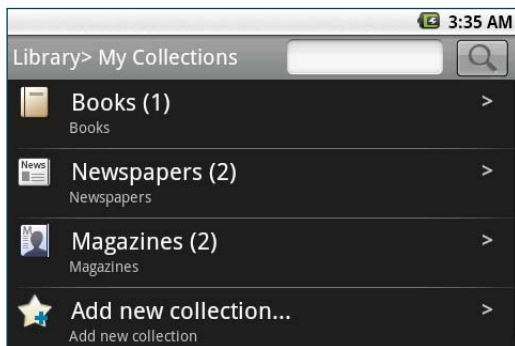 3:35 AM
Library> My Collections
Books (1)
>
Books
News
Newspapers (2)
>
Newspapers
M
Magazines (2)
>
Magazines
Add new collection...
>
Add new collection